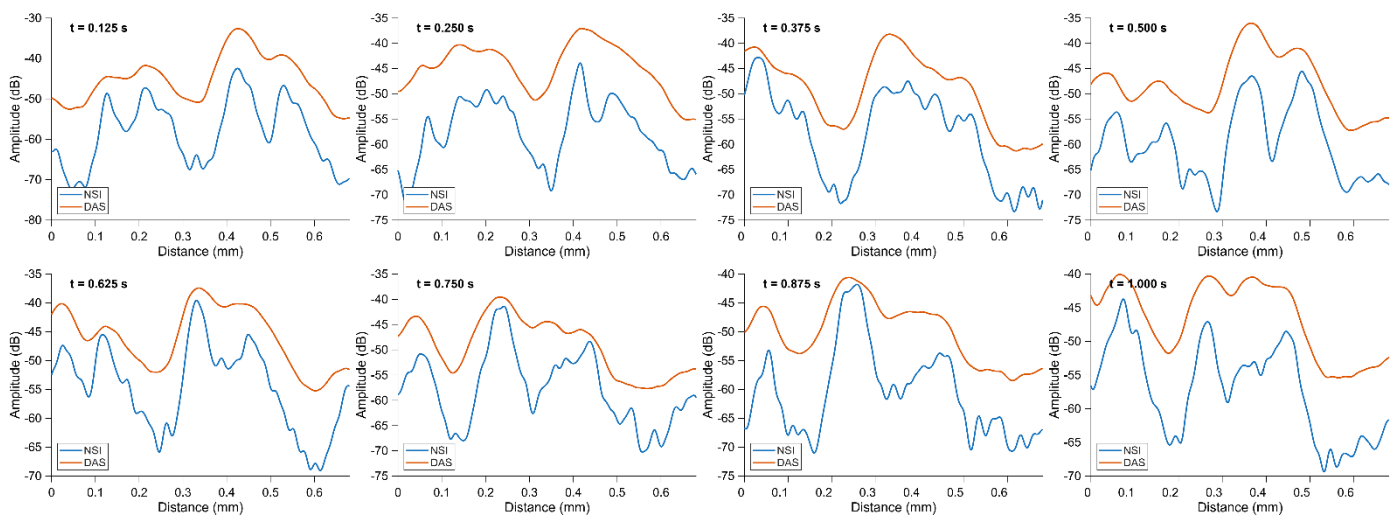 t = 0.125 s
Amplitude (dB)
-30
-40
-50
-60
-70
-80
NSI
DAS
0 0.1 0.2 0.3 0.4 0.5 0.6
Distance (mm)
t = 0.250 s
Amplitude (dB)
-35
-40
-45
-50
-55
-60
-65
-70
-75
NSI
DAS
0 0.1 0.2 0.3 0.4 0.5 0.6
Distance (mm)
t = 0.375 s
Amplitude (dB)
-35
-40
-45
-50
-55
-60
-65
-70
-75
NSI
DAS
0 0.1 0.2 0.3 0.4 0.5 0.6
Distance (mm)
t = 0.500 s
Amplitude (dB)
-35
-40
-45
-50
-55
-60
-65
-70
-75
NSI
DAS
0 0.1 0.2 0.3 0.4 0.5 0.6
Distance (mm)
t = 0.625 s
Amplitude (dB)
-35
-40
-45
-50
-55
-60
-65
-70
NSI
DAS
0 0.1 0.2 0.3 0.4 0.5 0.6
Distance (mm)
t = 0.750 s
Amplitude (dB)
-35
-40
-45
-50
-55
-60
-65
-70
-75
NSI
DAS
0 0.1 0.2 0.3 0.4 0.5 0.6
Distance (mm)
t = 0.875 s
Amplitude (dB)
-40
-45
-50
-55
-60
-65
-70
-75
NSI
DAS
0 0.1 0.2 0.3 0.4 0.5 0.6
Distance (mm)
t = 1.000 s
Amplitude (dB)
-40
-45
-50
-55
-60
-65
-70
NSI
DAS
0 0.1 0.2 0.3 0.4 0.5 0.6
Distance (mm)